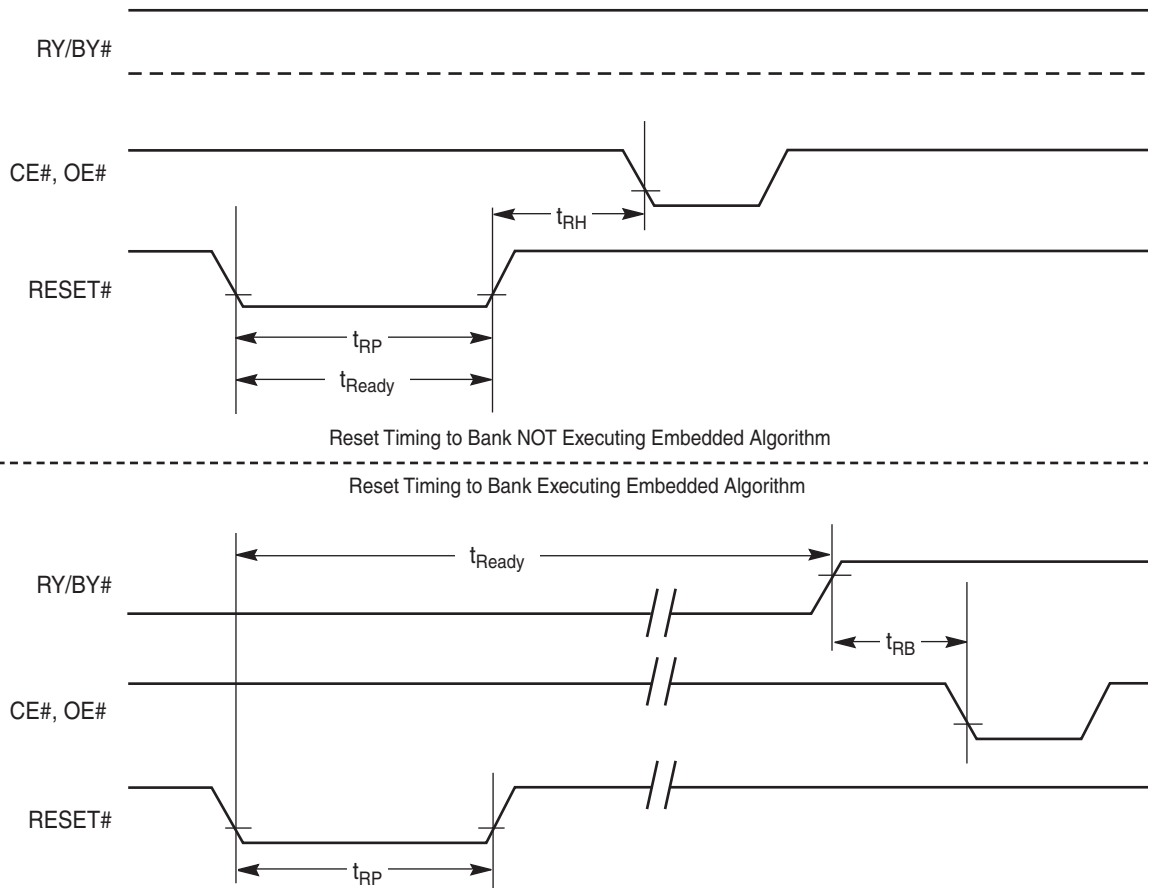 RY/BY#
CE#, OE#
tRH
RESET#
tRP
tReady
Reset Timing to Bank NOT Executing Embedded Algorithm
Reset Timing to Bank Executing Embedded Algorithm
tReady
RY/BY#
tRB
CE#, OE#
RESET#
tRP